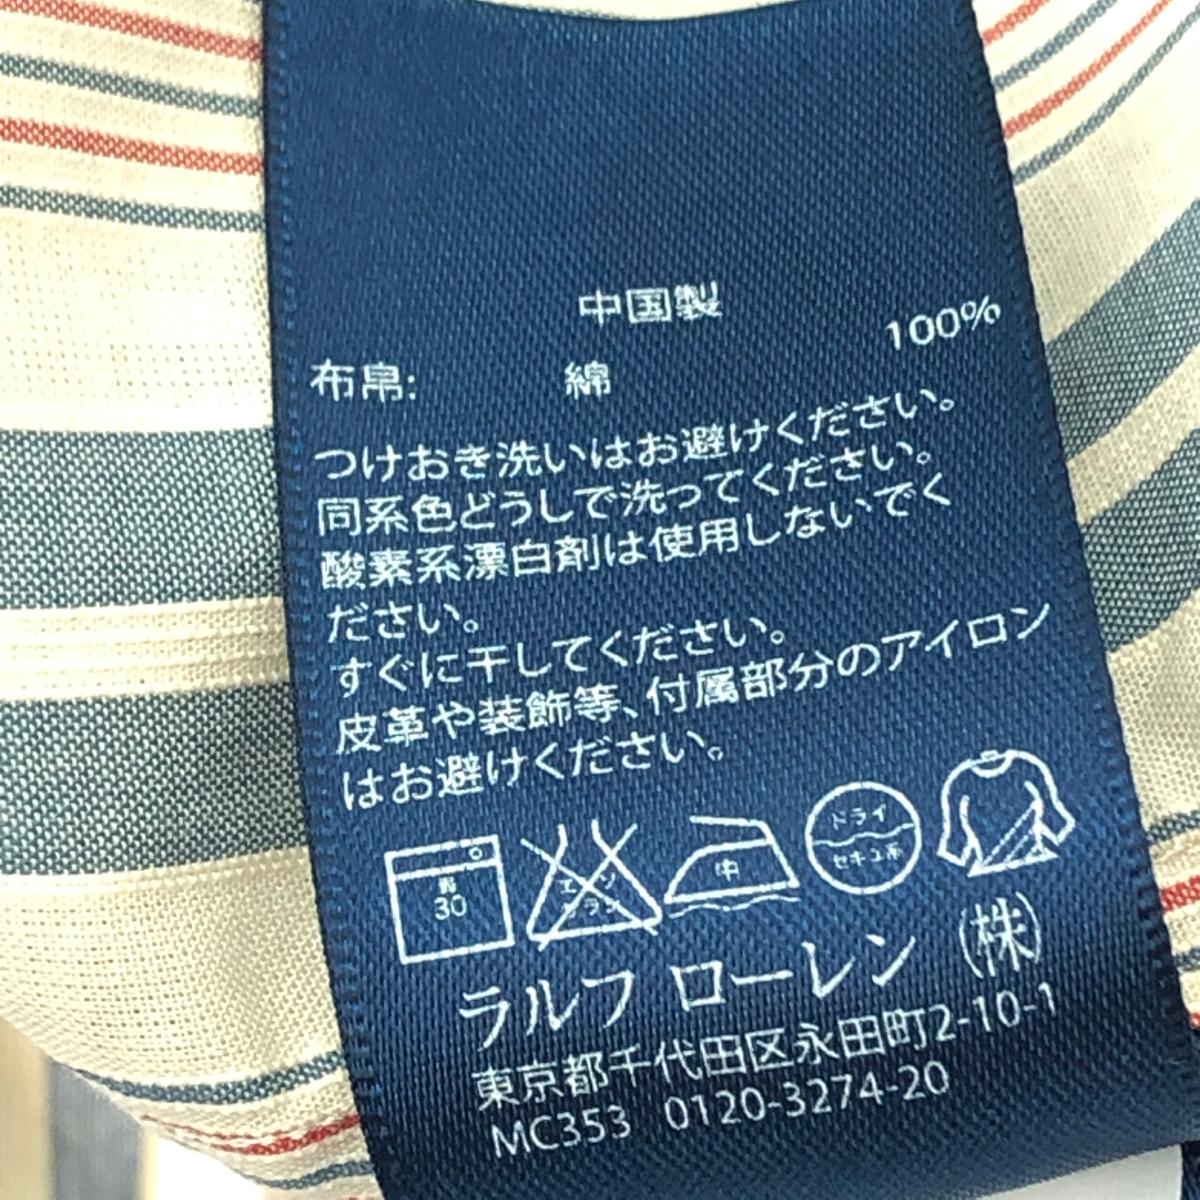 中国製
布帛: 綿 100%
つけおき洗いはお避けください。
同系色どうしで洗ってください。
酸素系漂白剤は使用しないでく
ださい。
すぐに干してください。
皮革や装飾等、付属部分のアイロン
はお避けください。
弱
30
エンソ
サラシ
中
ドライ
セキユ系
ラルフ ローレン (株)
東京都千代田区永田町2-10-1
MC353 0120-3274-20